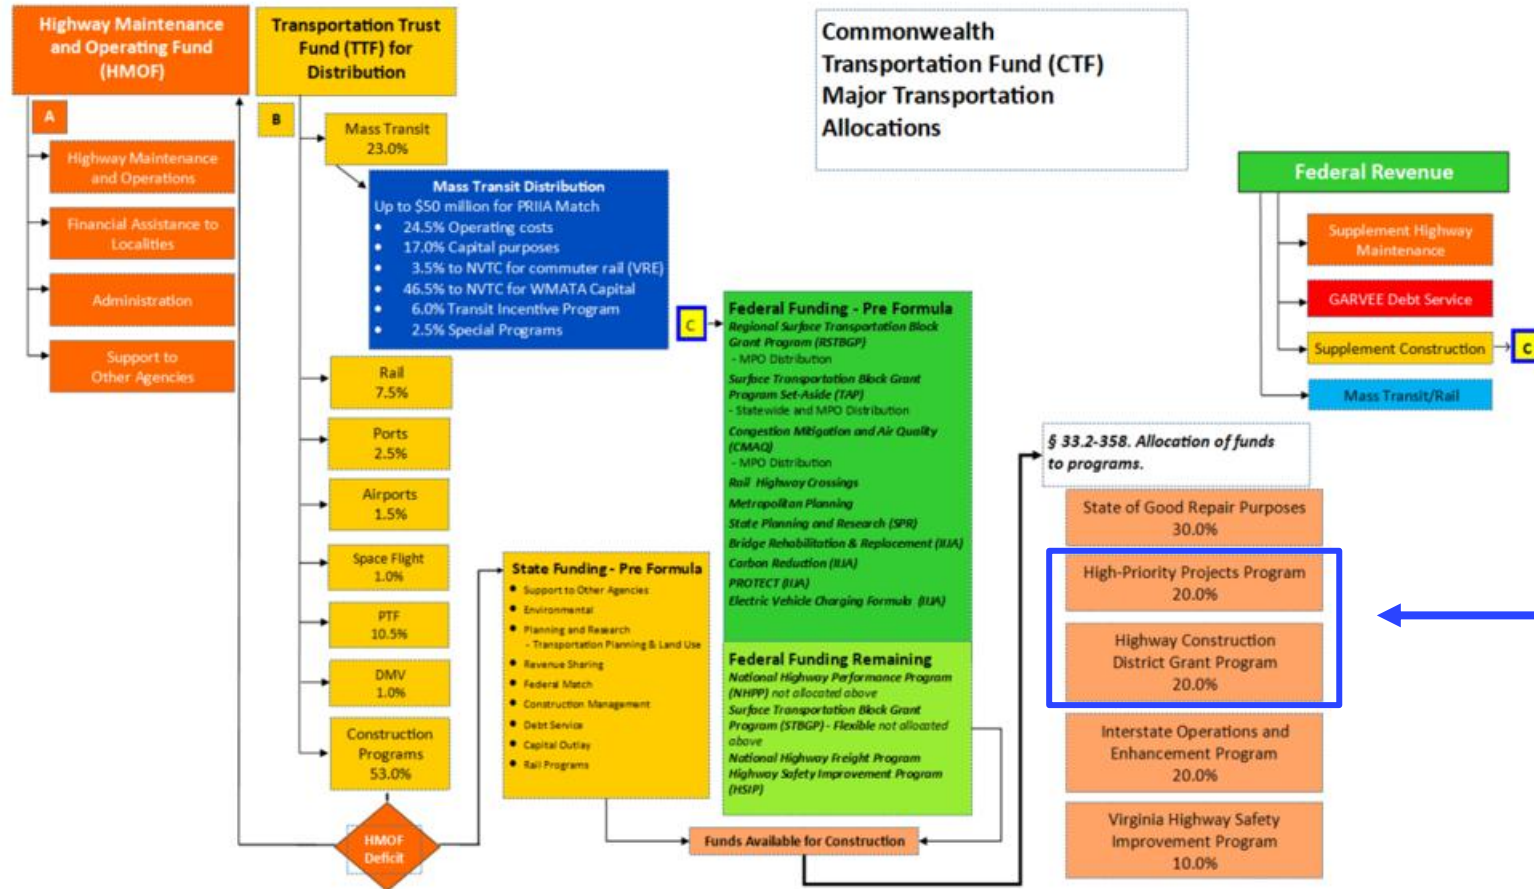 Highway Maintenance
and Operating Fund
(HMOF)
A
Highway Maintenance
and Operations
Financial Assistance to
Localities
Administration
Support to
Other Agencies
Transportation Trust
Fund (TTF) for
Distribution
B
Mass Transit
23.0%
Mass Transit Distribution
Up to $50 million for PRIIA Match
• 24.5% Operating costs
• 17.0% Capital purposes
• 3.5% to NVTC for commuter rail (VRE)
• 46.5% to NVTC for WMATA Capital
• 6.0% Transit Incentive Program
• 2.5% Special Programs
Rail
7.5%
Ports
2.5%
Airports
1.5%
Space Flight
1.0%
PTF
10.5%
DMV
1.0%
Construction
Programs
53.0%
HMOF
Deficit
State Funding - Pre Formula
• Support to Other Agencies
• Environmental
• Planning and Research
- Transportation Planning & Land Use
• Revenue Sharing
• Federal Match
• Construction Management
• Debt Service
• Capital Outlay
• Rail Programs
Commonwealth
Transportation Fund (CTF)
Major Transportation
Allocations
C
Federal Funding - Pre Formula
Regional Surface Transportation Block
Grant Program (RSTBGP)
- MPO Distribution
Surface Transportation Block Grant
Program Set-Aside (TAP)
- Statewide and MPO Distribution
Congestion Mitigation and Air Quality
(CMAQ)
- MPO Distribution
Rail Highway Crossings
Metropolitan Planning
State Planning and Research (SPR)
Bridge Rehabilitation & Replacement (IIJA)
Carbon Reduction (IIJA)
PROTECT (IIJA)
Electric Vehicle Charging Formula (IIJA)
Federal Funding Remaining
National Highway Performance Program
(NHPP) not allocated above
Surface Transportation Block Grant
Program (STBGP) - Flexible not allocated
above
National Highway Freight Program
Highway Safety Improvement Program
(HSIP)
Funds Available for Construction
Federal Revenue
Supplement Highway
Maintenance
GARVEE Debt Service
Supplement Construction
C
Mass Transit/Rail
§ 33.2-358. Allocation of funds
to programs.
State of Good Repair Purposes
30.0%
High-Priority Projects Program
20.0%
Highway Construction
District Grant Program
20.0%
Interstate Operations and
Enhancement Program
20.0%
Virginia Highway Safety
Improvement Program
10.0%